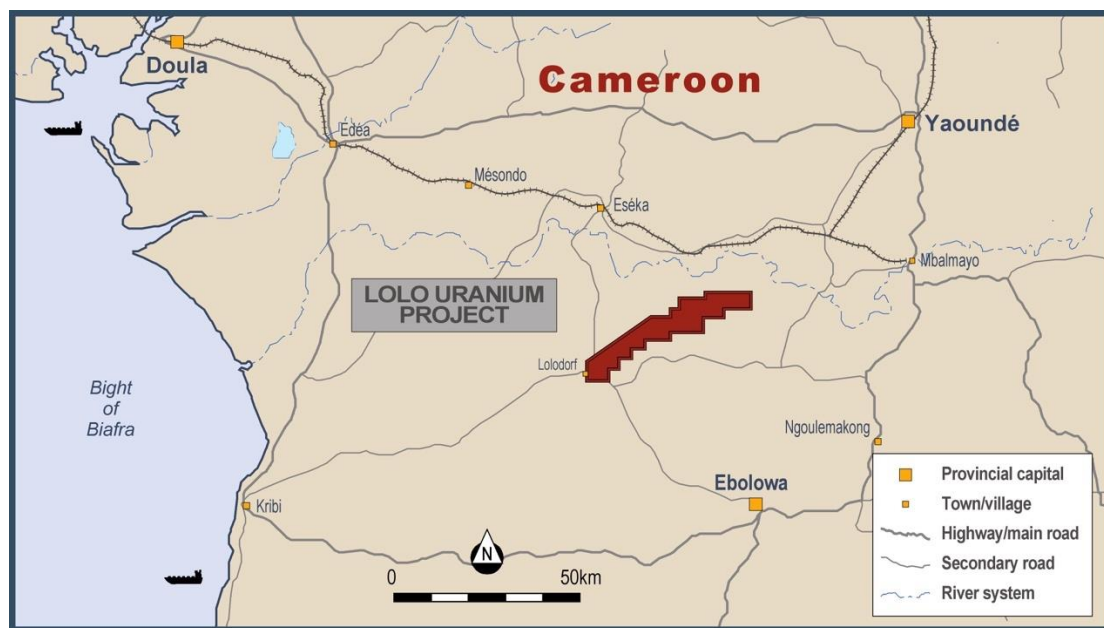 Doula
Cameroon
Yaoundé
Edéa
Mésondo
Eséka
Mbalmayo
LOLO URANIUM
PROJECT
Lolodorf
Bight
of
Biafra
Ngoulemakong
Ebolowa
Kribi
N
0
50km
Provincial capital
Town/village
Highway/main road
Secondary road
River system